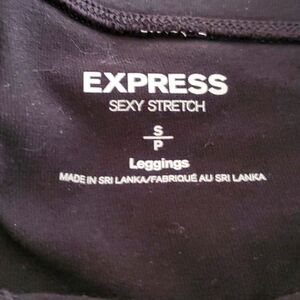 EXPRESS
SEXY STRETCH
S
P
Leggings
MADE IN SRI LANKA/FABRIQUÉ AU SRI LANKA